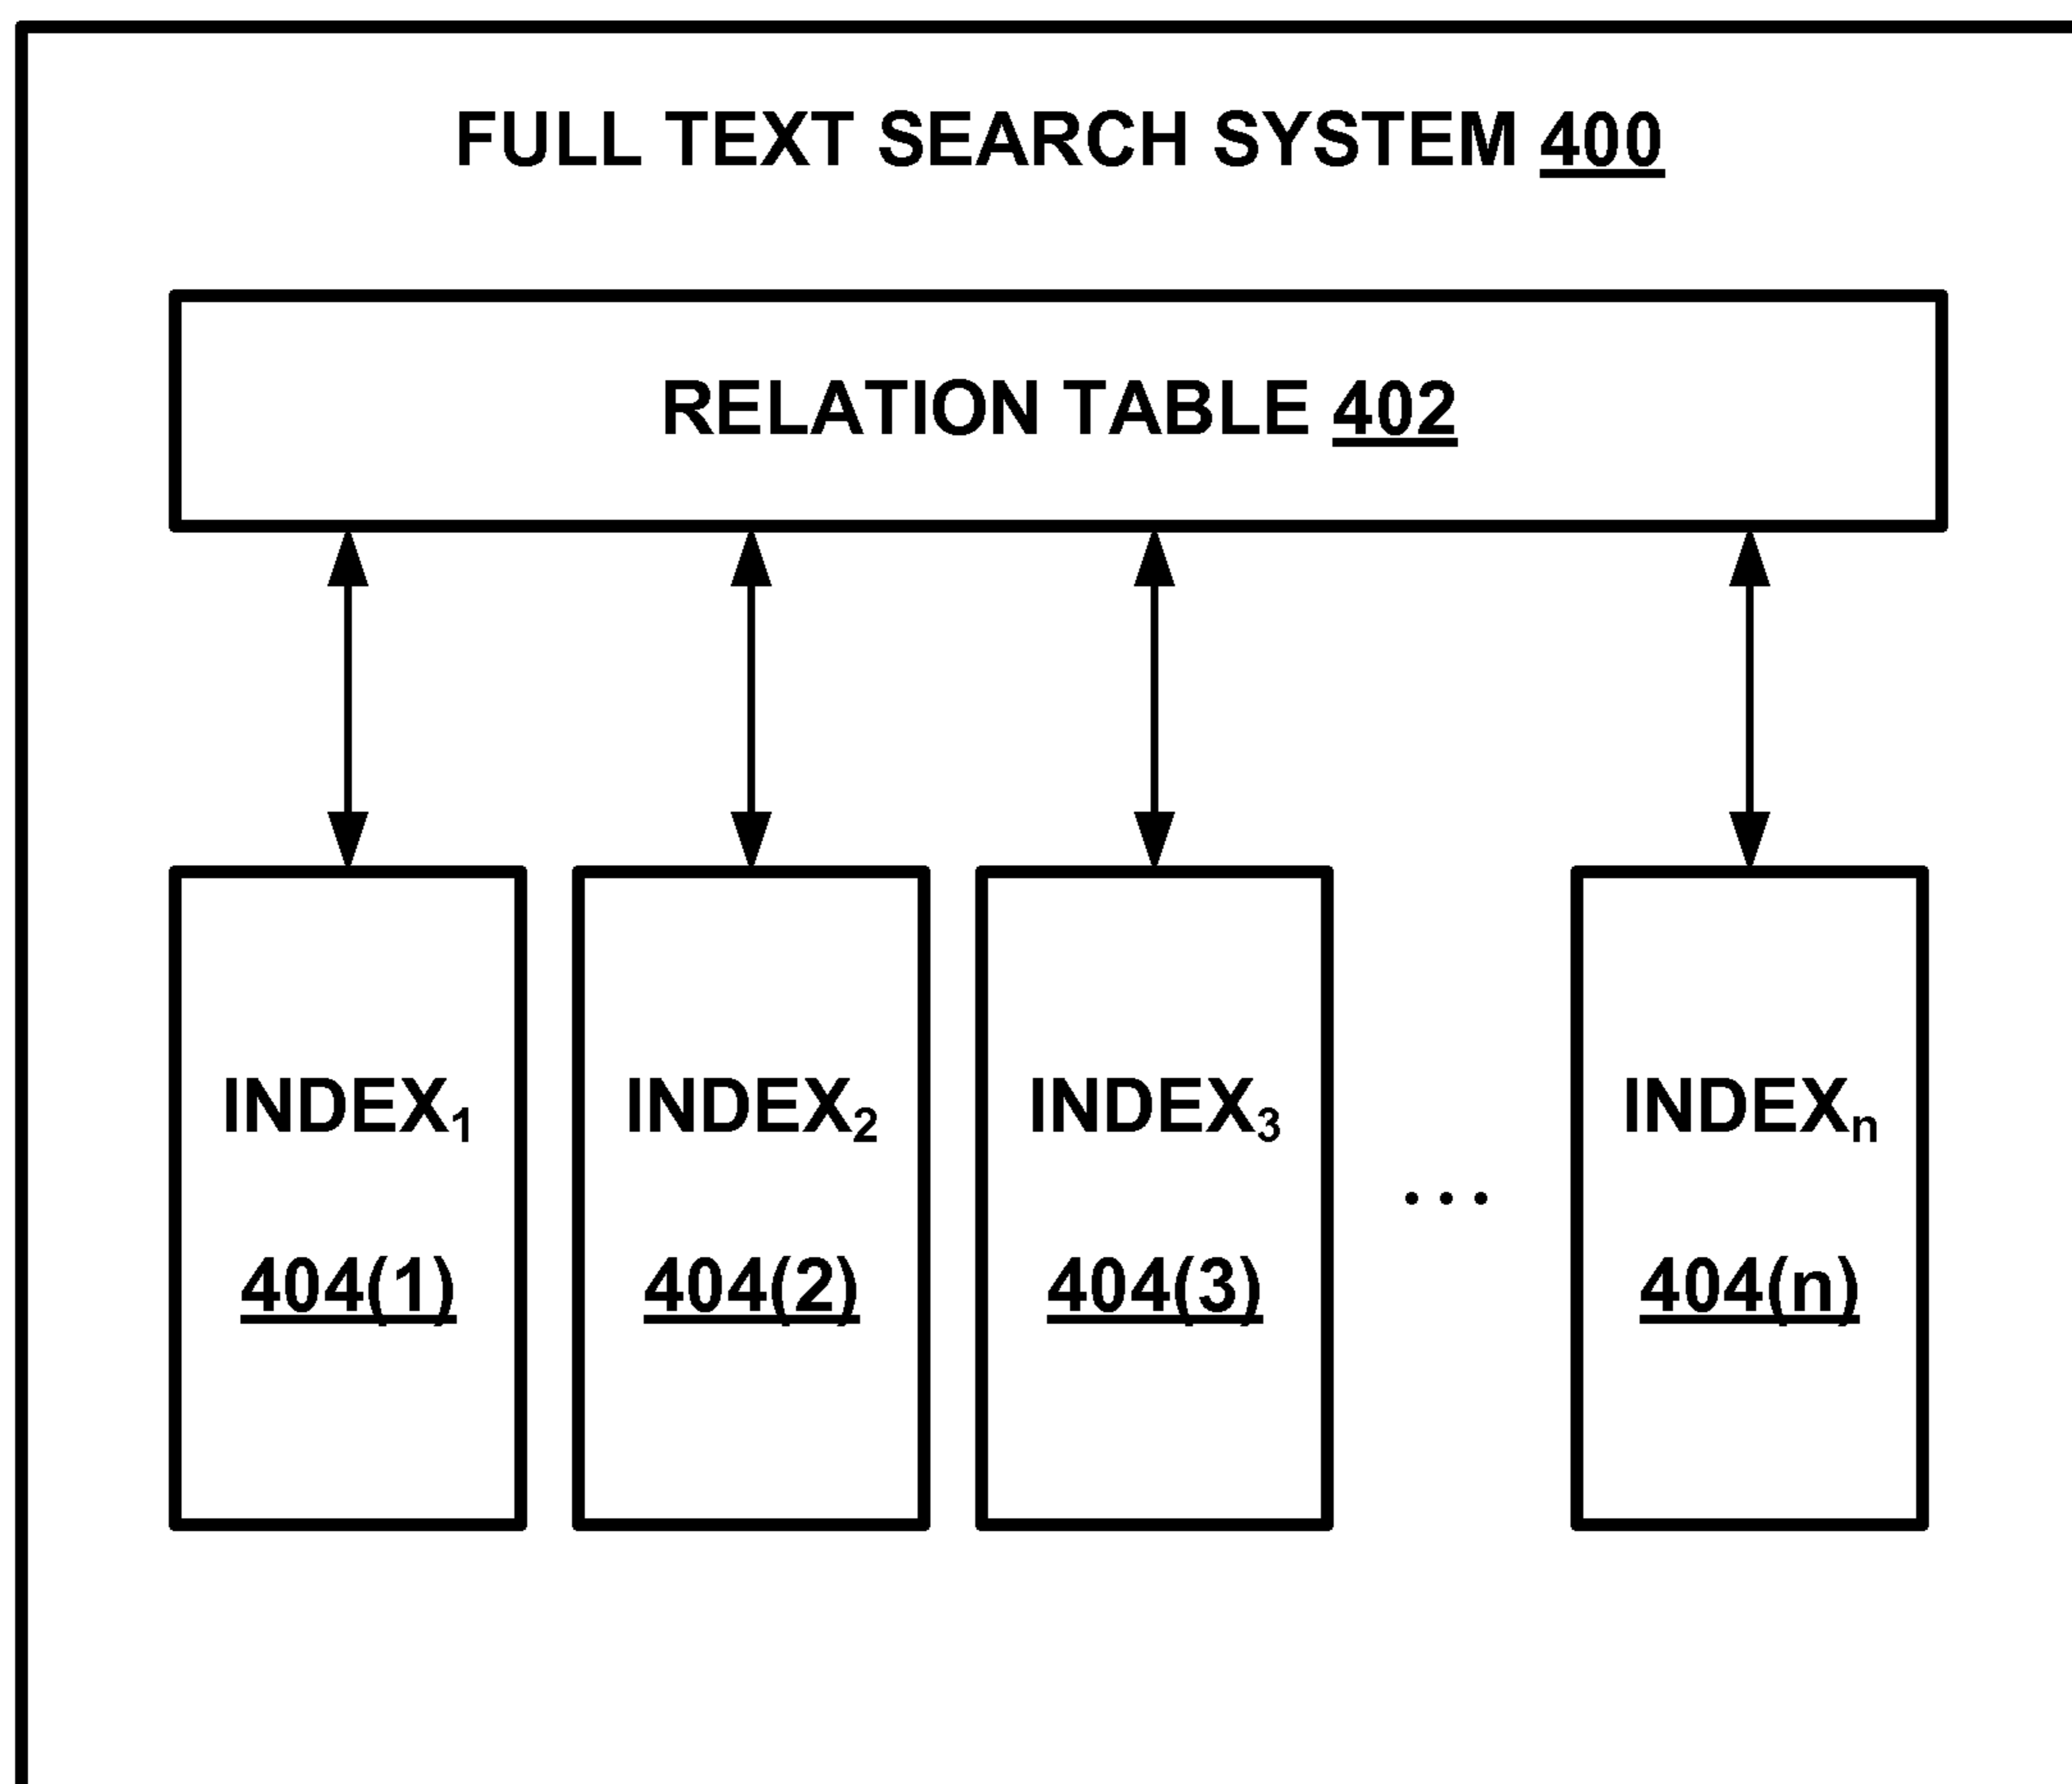 FULL TEXT SEARCH SYSTEM 400
RELATION TABLE 402
INDEX₁ INDEX₂ INDEX₃ INDEXₙ
...
404(1) 404(2) 404(3) 404(n)